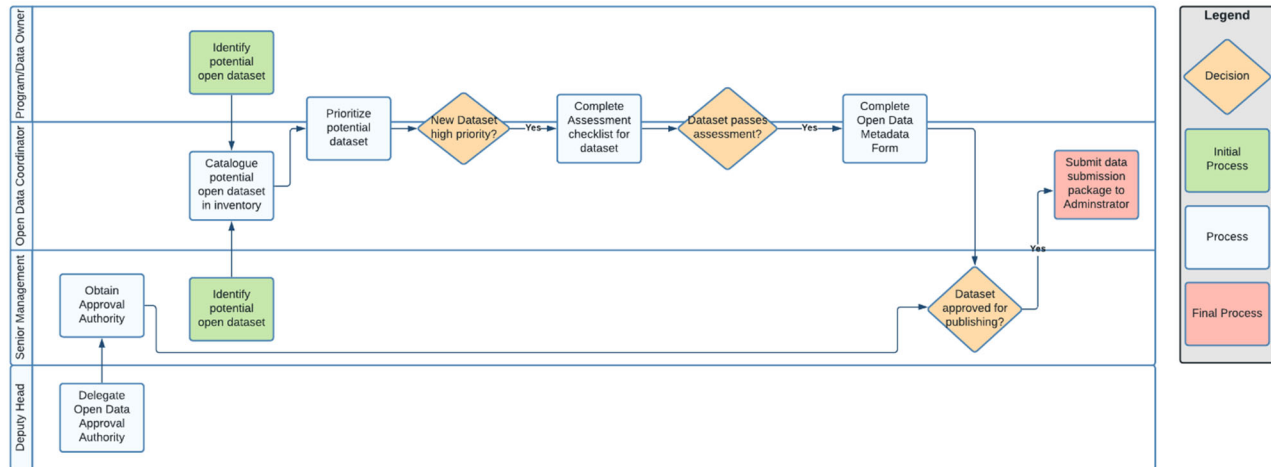 Program/Data Owner
Identify
potential
open dataset
Prioritize
potential
dataset
New Dataset
high priority?
Yes
Complete
Assessment
checklist for
dataset
Dataset passes
assessment?
Yes
Complete
Open Data
Metadata
Form
Open Data Coordinator
Catalogue
potential
open dataset
in inventory
Submit data
submission
package to
Adminstrator
Yes
Senior Management
Obtain
Approval
Authority
Identify
potential
open dataset
Dataset
approved for
publishing?
Deputy Head
Delegate
Open Data
Approval
Authority
Legend
Decision
Initial
Process
Process
Final Process